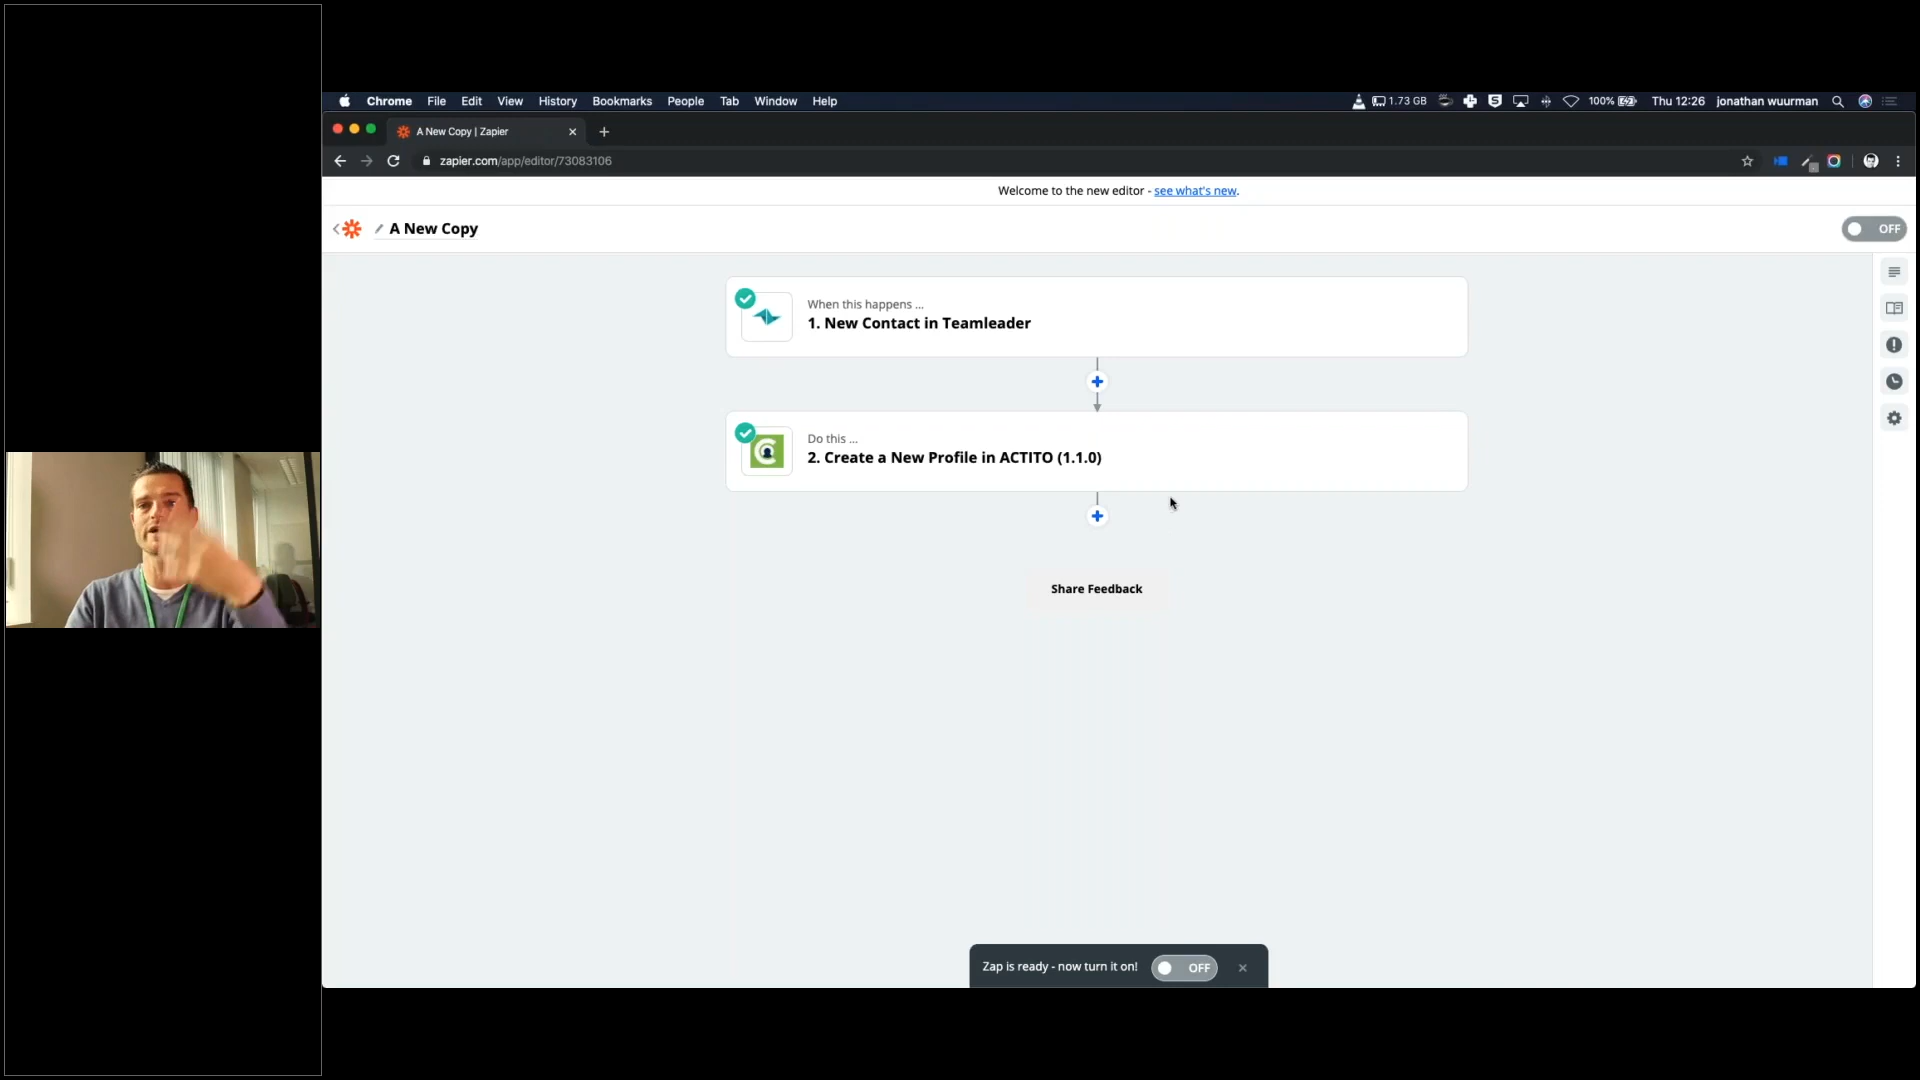 Chrome File Edit View History Bookmarks People Tab Window Help 1.73 GB 100% Thu 12:26 jonathan wuurman
A New Copy | Zapier
zapier.com/app/editor/73083106
Welcome to the new editor - see what's new.
A New Copy OFF
When this happens ...
1. New Contact in Teamleader
Do this ...
2. Create a New Profile in ACTITO (1.1.0)
Share Feedback
Zap is ready - now turn it on! OFF